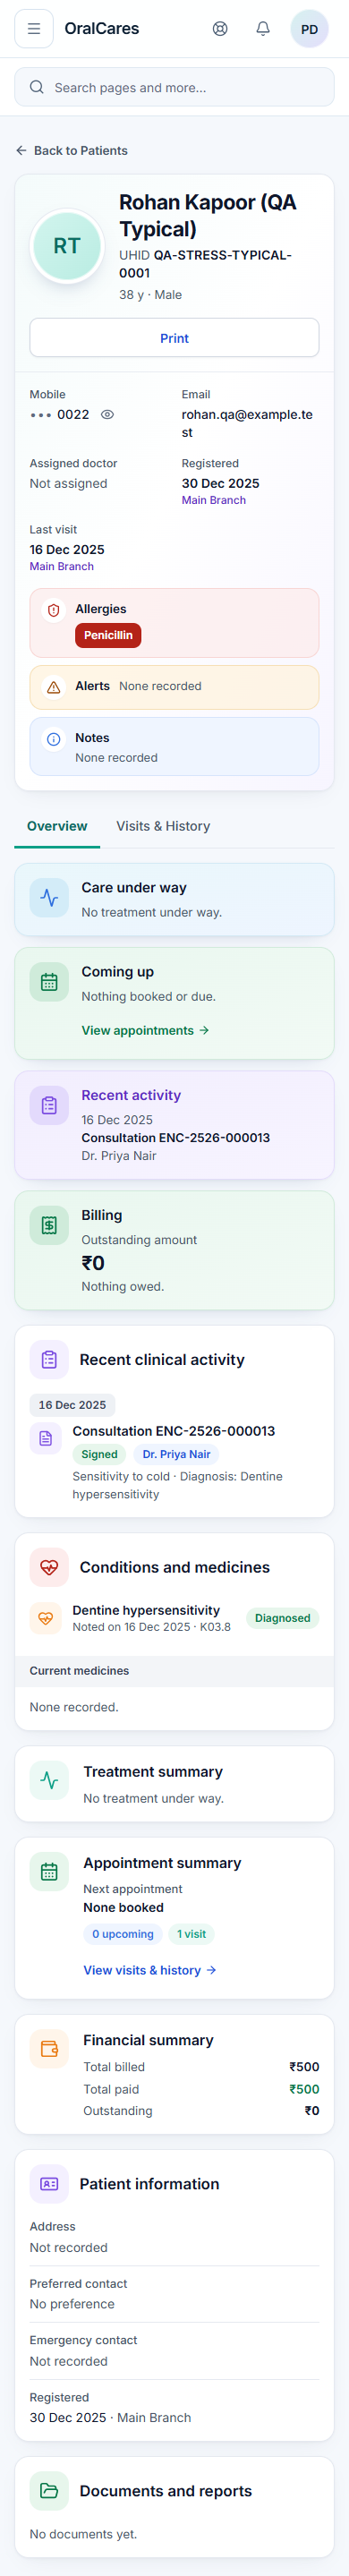 OralCares
PD
Search pages and more...
Back to Patients
RT
Rohan Kapoor (QA
Typical)
UHID QA-STRESS-TYPICAL-
0001
38 y · Male
Print
Mobile
••• 0022
Email
rohan.qa@example.te
st
Assigned doctor
Not assigned
Registered
30 Dec 2025
Main Branch
Last visit
16 Dec 2025
Main Branch
Allergies
Penicillin
Alerts None recorded
Notes
None recorded
Overview
Visits & History
Care under way
No treatment under way.
Coming up
Nothing booked or due.
View appointments →
Recent activity
16 Dec 2025
Consultation ENC-2526-000013
Dr. Priya Nair
Billing
Outstanding amount
₹0
Nothing owed.
Recent clinical activity
16 Dec 2025
Consultation ENC-2526-000013
Signed
Dr. Priya Nair
Sensitivity to cold · Diagnosis: Dentine
hypersensitivity
Conditions and medicines
Dentine hypersensitivity
Noted on 16 Dec 2025 · K03.8
Diagnosed
Current medicines
None recorded.
Treatment summary
No treatment under way.
Appointment summary
Next appointment
None booked
0 upcoming
1 visit
View visits & history →
Financial summary
Total billed ₹500
Total paid ₹500
Outstanding ₹0
Patient information
Address
Not recorded
Preferred contact
No preference
Emergency contact
Not recorded
Registered
30 Dec 2025 · Main Branch
Documents and reports
No documents yet.